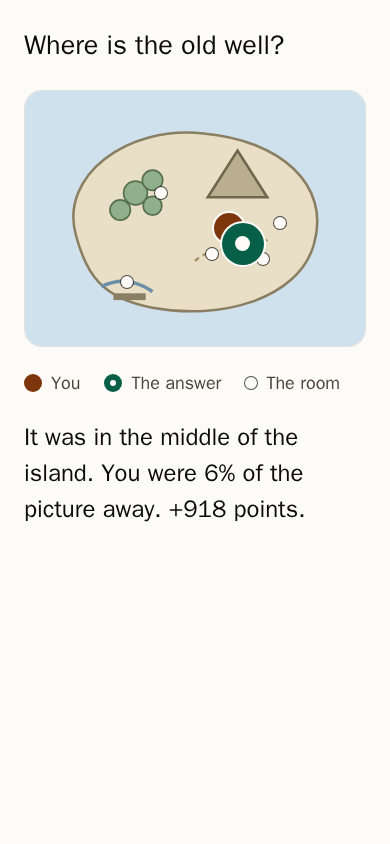 Where is the old well?
You
The answer
The room
It was in the middle of the
island. You were 6% of the
picture away. +918 points.